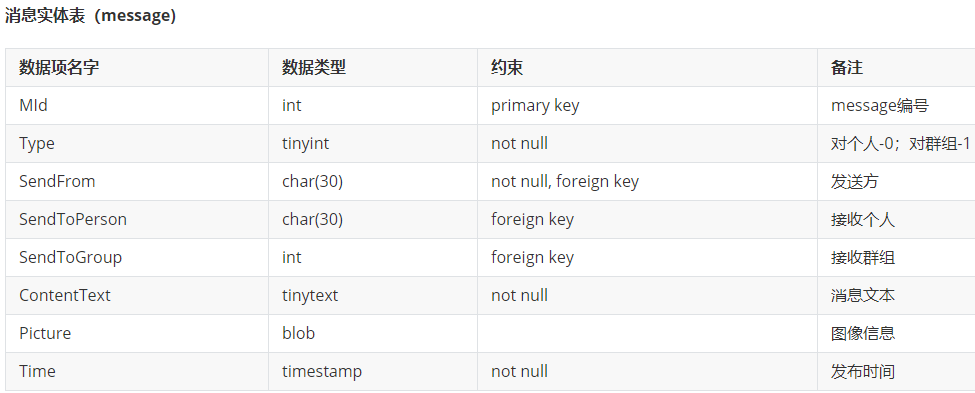 消息实体表（message）
数据项名字 数据类型 约束 备注
MId int primary key message编号
Type tinyint not null 对个人-0；对群组-1
SendFrom char(30) not null, foreign key 发送方
SendToPerson char(30) foreign key 接收个人
SendToGroup int foreign key 接收群组
ContentText tinytext not null 消息文本
Picture blob 图像信息
Time timestamp not null 发布时间